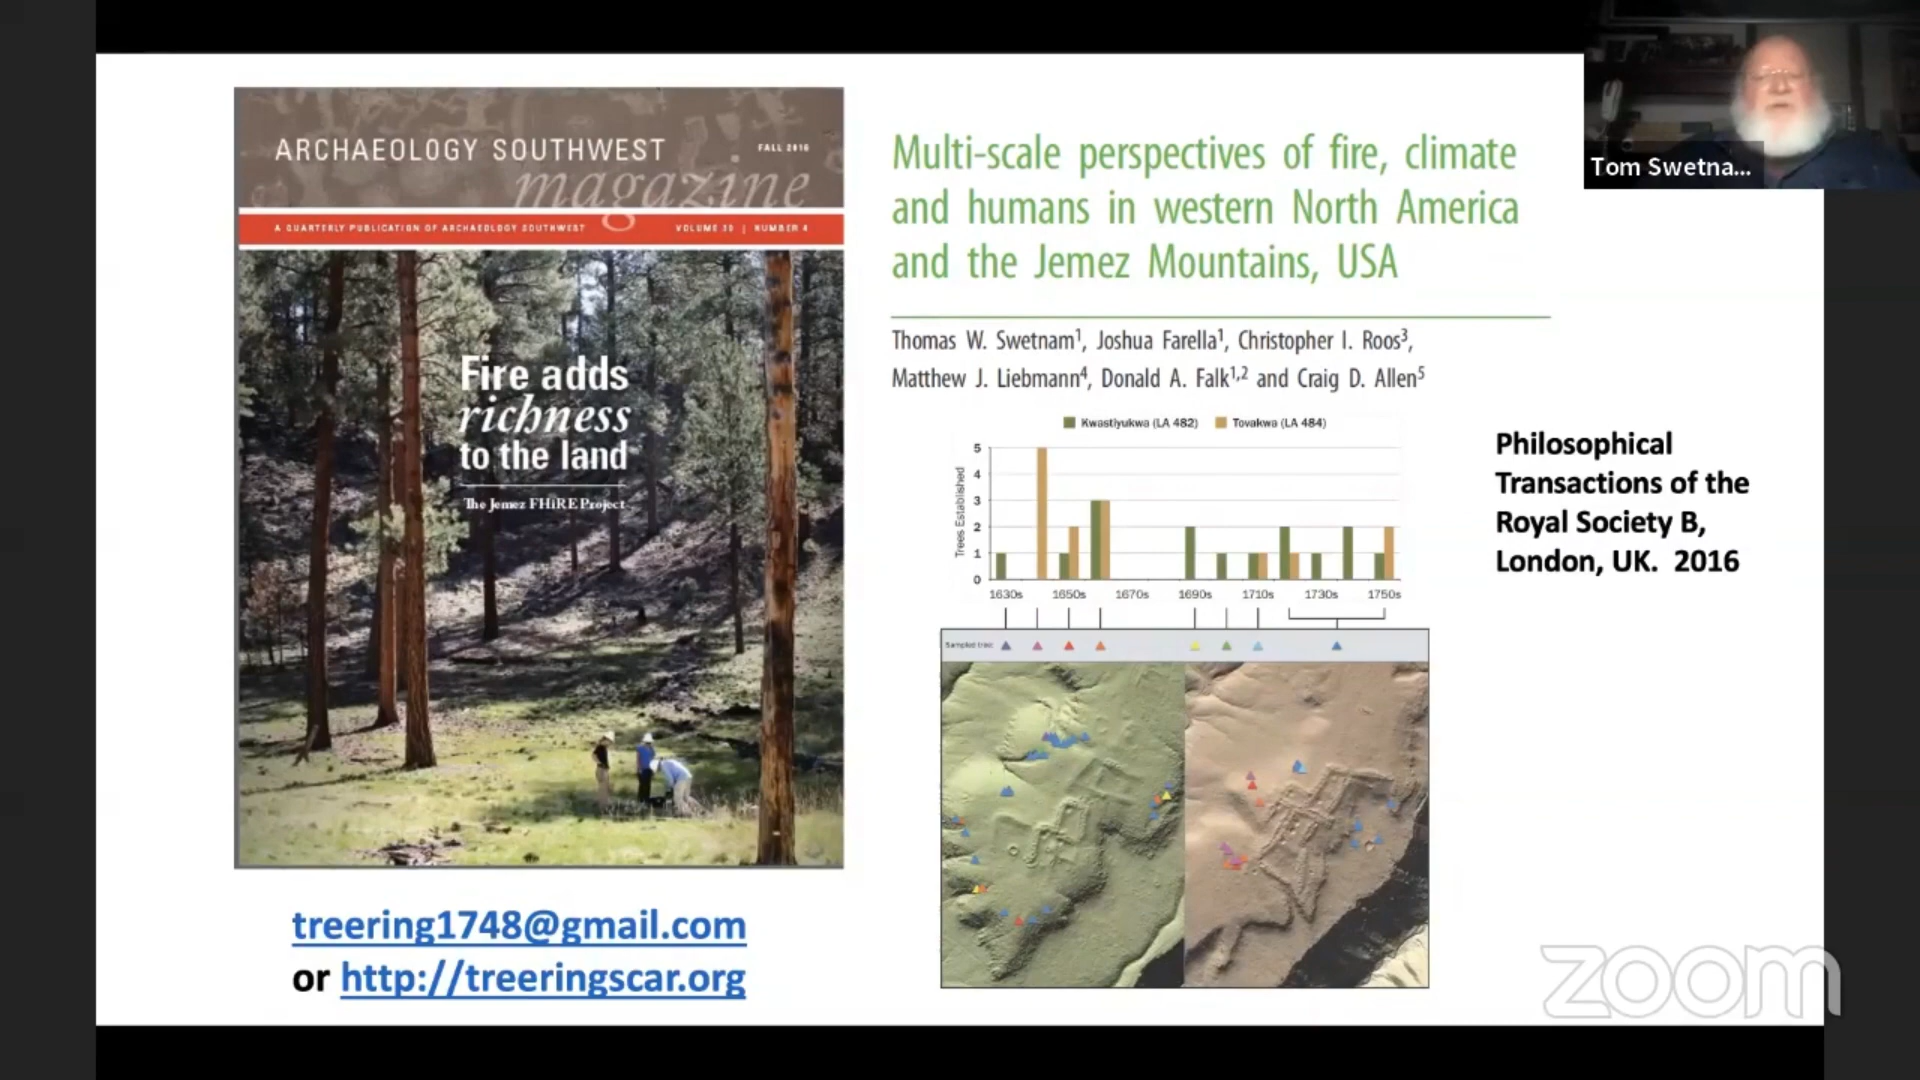 ARCHAEOLOGY SOUTHWEST
FALL 2016
magazine
A QUARTERLY PUBLICATION OF ARCHAEOLOGY SOUTHWEST
VOLUME 30 | NUMBER 4
Fire adds
richness
to the land
The Jemez FHiRE Project
treering1748@gmail.com
or http://treeringscar.org
Multi-scale perspectives of fire, climate
and humans in western North America
and the Jemez Mountains, USA
Thomas W. Swetnam1, Joshua Farella1, Christopher I. Roos3,
Matthew J. Liebmann4, Donald A. Falk1,2 and Craig D. Allen5
Kwastiyukwa (LA 482) Tovakwa (LA 484)
Trees Established
5
4
3
2
1
0
1630s 1650s 1670s 1690s 1710s 1730s 1750s
Sampled tree
Philosophical
Transactions of the
Royal Society B,
London, UK. 2016
Tom Swetna...
zoom